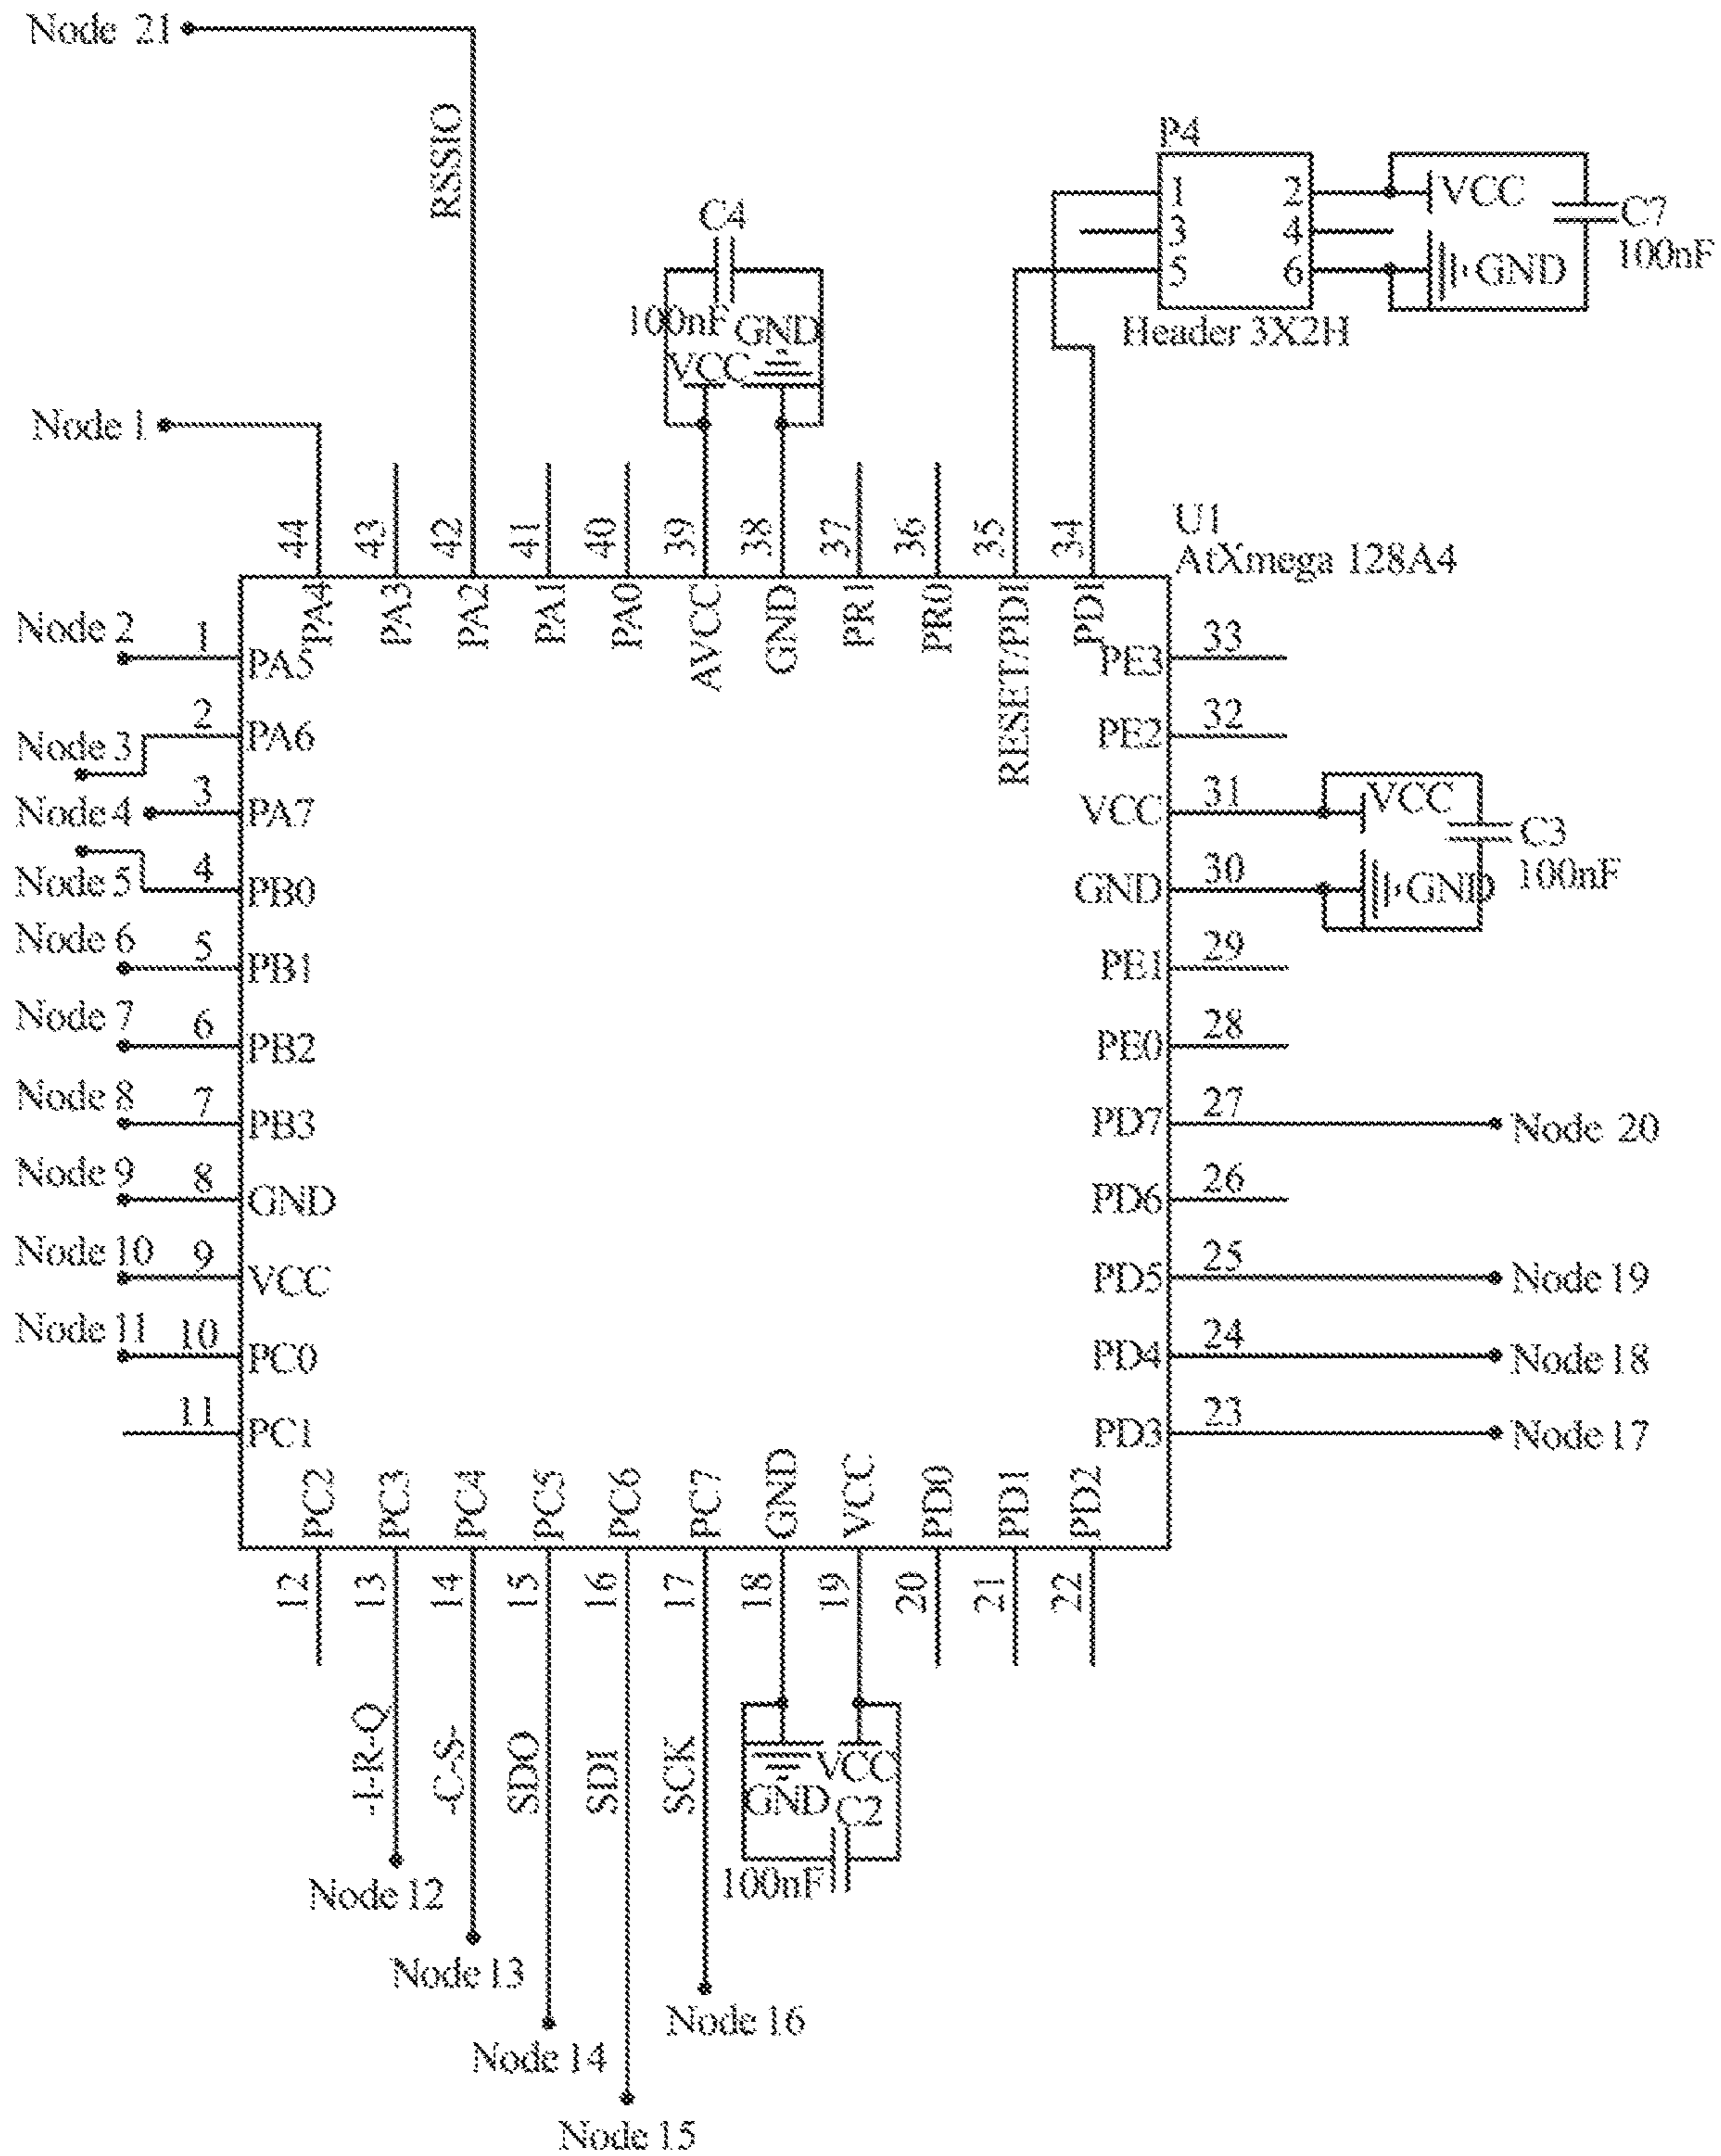 Node 21
RSSIO
P4
1
2
VCC
3
4
5
6
GND
C7
100nF
Header 3X2H
C4
100nF
GND
VCC
Node 1
44
43
42
41
40
39
38
37
36
35
34
U1
AtXmega 128A4
PA4
PA3
PA2
PA1
PA0
AVCC
GND
PR1
PR0
RESET/PDI
PDI
Node 2
1
PA5
Node 3
2
PA6
Node 4
3
PA7
Node 5
4
PB0
Node 6
5
PB1
Node 7
6
PB2
Node 8
7
PB3
Node 9
8
GND
Node 10
9
VCC
Node 11
10
PC0
11
PC1
PE3
33
PE2
32
VCC
31
VCC
C3
100nF
GND
30
GND
PE1
29
PE0
28
PD7
27
Node 20
PD6
26
PD5
25
Node 19
PD4
24
Node 18
PD3
23
Node 17
PC2
PC3
PC4
PC5
PC6
PC7
GND
VCC
PD0
PD1
PD2
12
13
14
15
16
17
18
19
20
21
22
-I-R-Q
-C-S-
SDO
SDI
SCK
GND
VCC
C2
100nF
Node 12
Node 13
Node 14
Node 15
Node 16